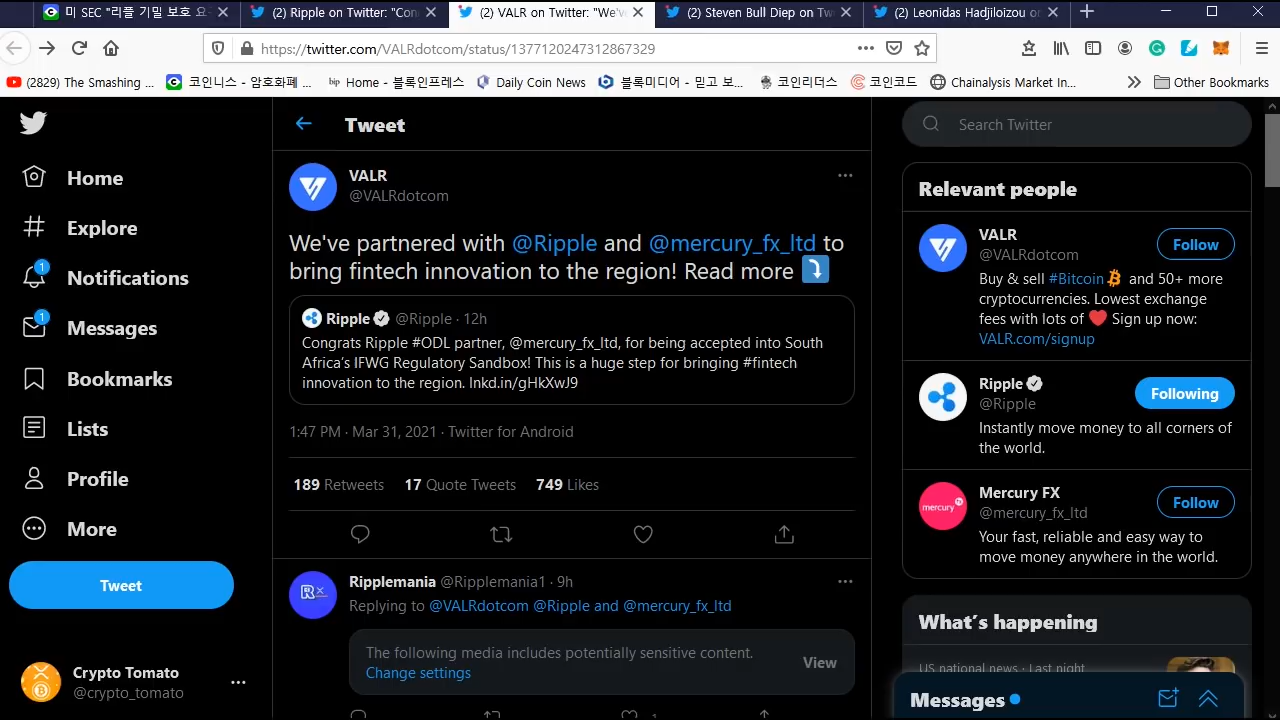 미 SEC "리플 기밀 보호 요
(2) Ripple on Twitter: "Con
(2) VALR on Twitter: "We'v
(2) Steven Bull Diep on Tw
(2) Leonidas Hadjiloizou on
https://twitter.com/VALRdotcom/status/1377120247312867329
(2829) The Smashing ...
코인니스 - 암호화폐 ...
bip Home - 블록인프레스
Daily Coin News
블록미디어 - 믿고 보...
코인리더스
코인코드
Chainalysis Market In...
Other Bookmarks
Home
Explore
1
Notifications
1
Messages
Bookmarks
Lists
Profile
More
Tweet
Crypto Tomato
@crypto_tomato
Tweet
VALR
@VALRdotcom
We've partnered with @Ripple and @mercury_fx_ltd to
bring fintech innovation to the region! Read more ⤵️
Ripple @Ripple · 12h
Congrats Ripple #ODL partner, @mercury_fx_ltd, for being accepted into South
Africa's IFWG Regulatory Sandbox! This is a huge step for bringing #fintech
innovation to the region. lnkd.in/gHkXwJ9
1:47 PM · Mar 31, 2021 · Twitter for Android
189 Retweets 17 Quote Tweets 749 Likes
Ripplemania @Ripplemania1 · 9h
Replying to @VALRdotcom @Ripple and @mercury_fx_ltd
The following media includes potentially sensitive content.
Change settings
View
1
Search Twitter
Relevant people
VALR
@VALRdotcom
Follow
Buy & sell #Bitcoin and 50+ more
cryptocurrencies. Lowest exchange
fees with lots of ❤️ Sign up now:
VALR.com/signup
Ripple
@Ripple
Following
Instantly move money to all corners of
the world.
mercury
Mercury FX
@mercury_fx_ltd
Follow
Your fast, reliable and easy way to
move money anywhere in the world.
What's happening
US national news · Last night
Messages